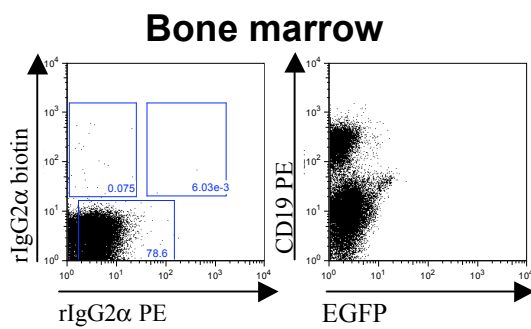 Bone marrow
rIgG2α biotin
10⁴
10³
10²
10¹
10⁰
0.075
6.03e-3
78.6
10⁰ 10¹ 10² 10³ 10⁴
rIgG2α PE
CD19 PE
10⁴
10³
10²
10¹
10⁰
10⁰ 10¹ 10² 10³ 10⁴
EGFP